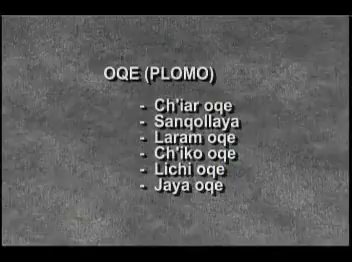 OQE (PLOMO)
- Ch'iar oqe
- Sanqollaya
- Laram oqe
- Ch'iko oqe
- Lichi oqe
- Jaya oqe